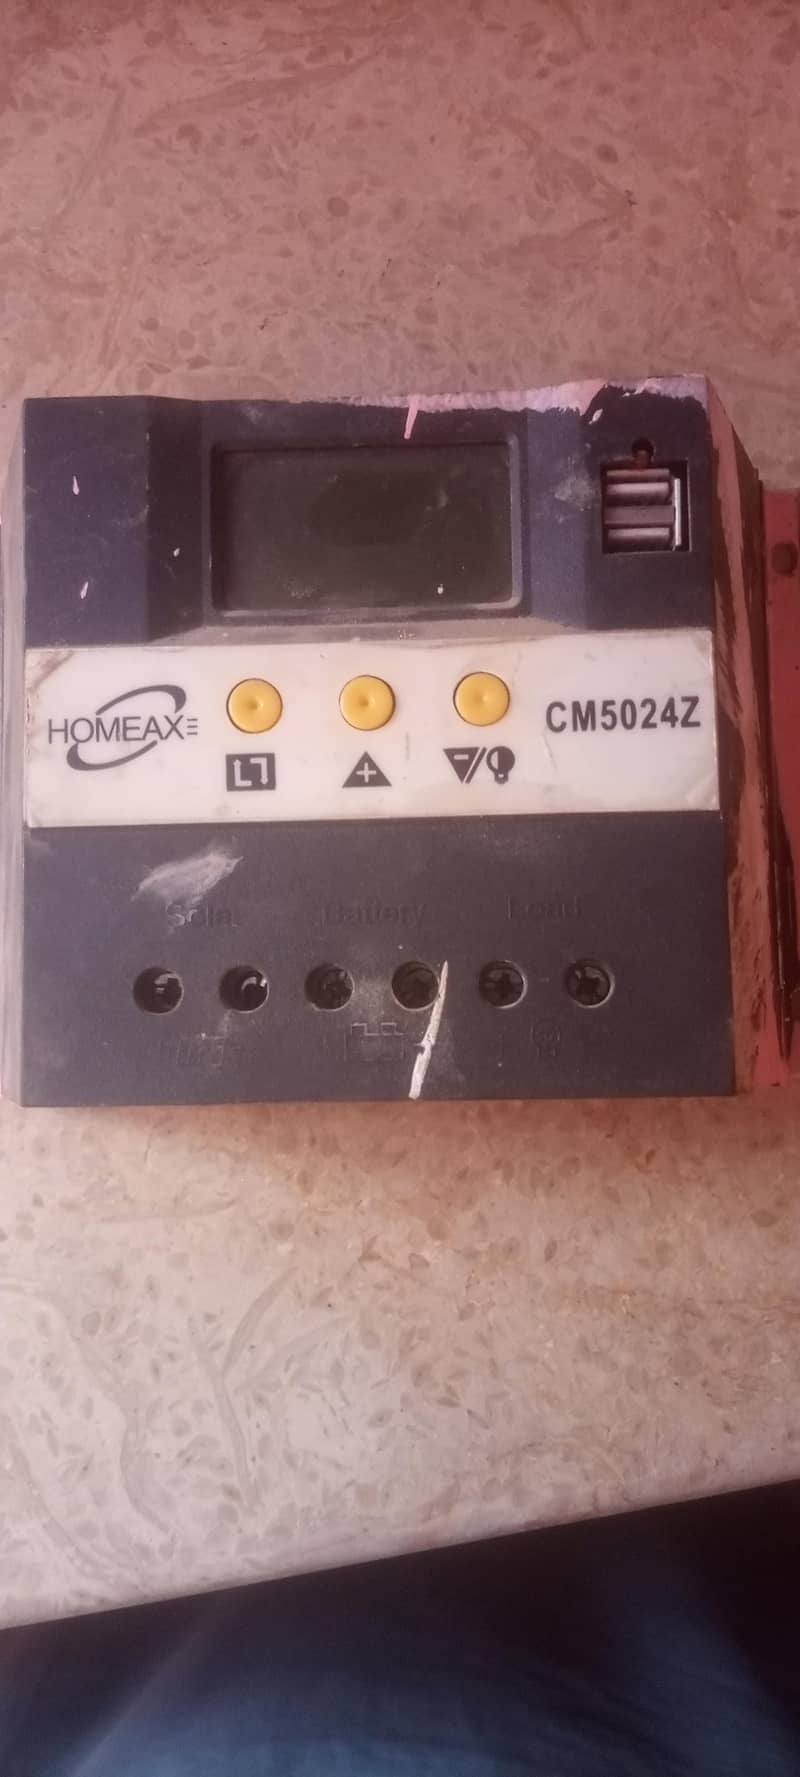 HOMEAX
CM5024Z
Solar Battery Load